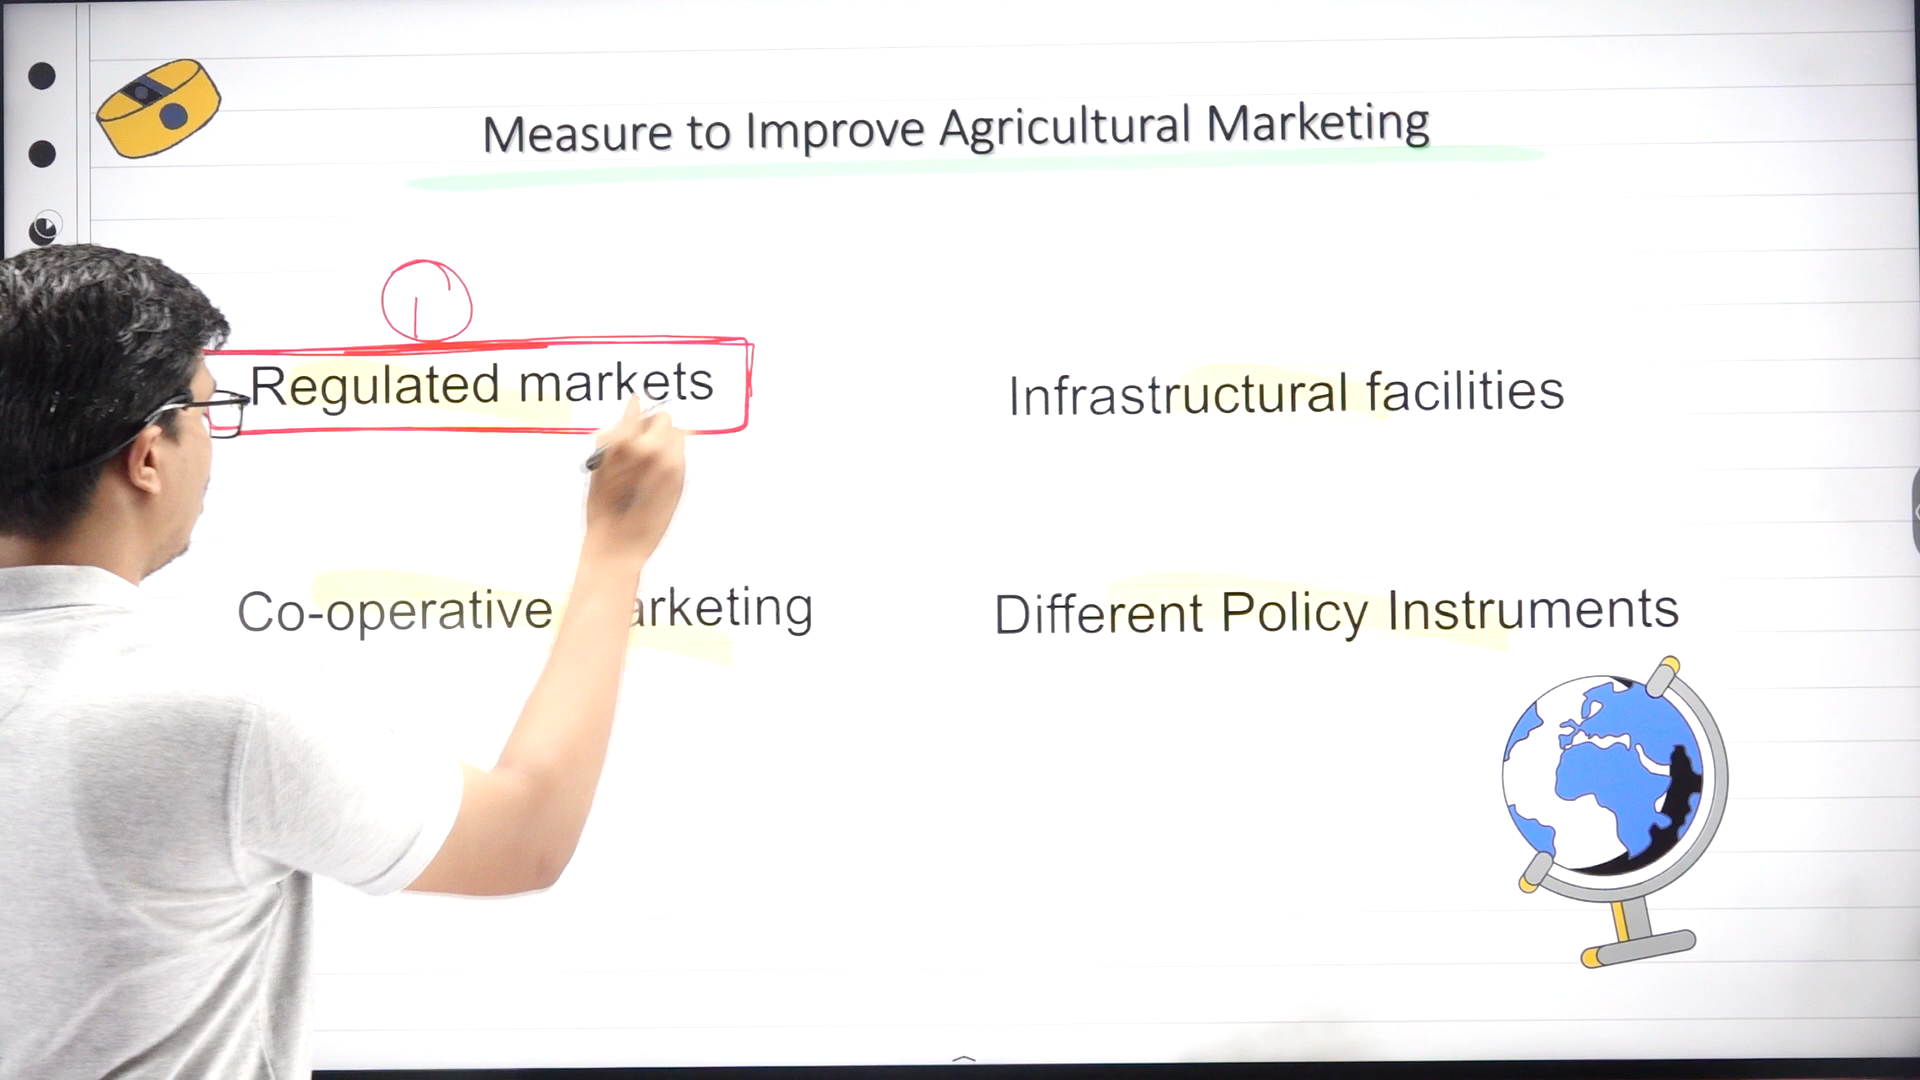 Measure to Improve Agricultural Marketing
1
Regulated markets
Infrastructural facilities
Co-operative arketing
Different Policy Instruments